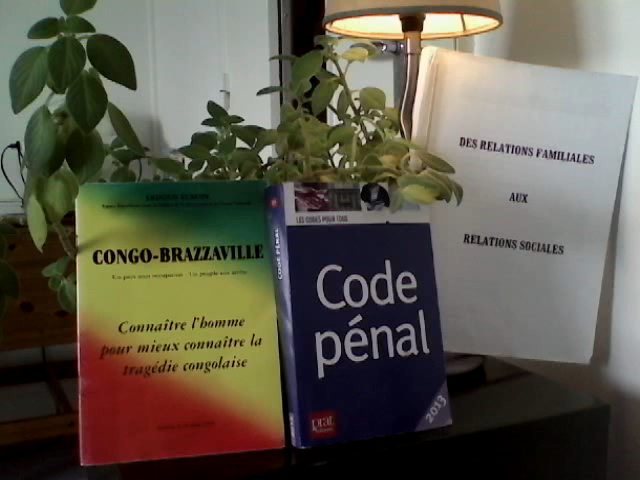 CONGO-BRAZZAVILLE
Connaître l'homme
pour mieux connaître la
tragédie congolaise
CODE PÉNAL
LES CODES POUR TOUS
Code
pénal
prat
2013
DES RELATIONS FAMILIALES
AUX
RELATIONS SOCIALES